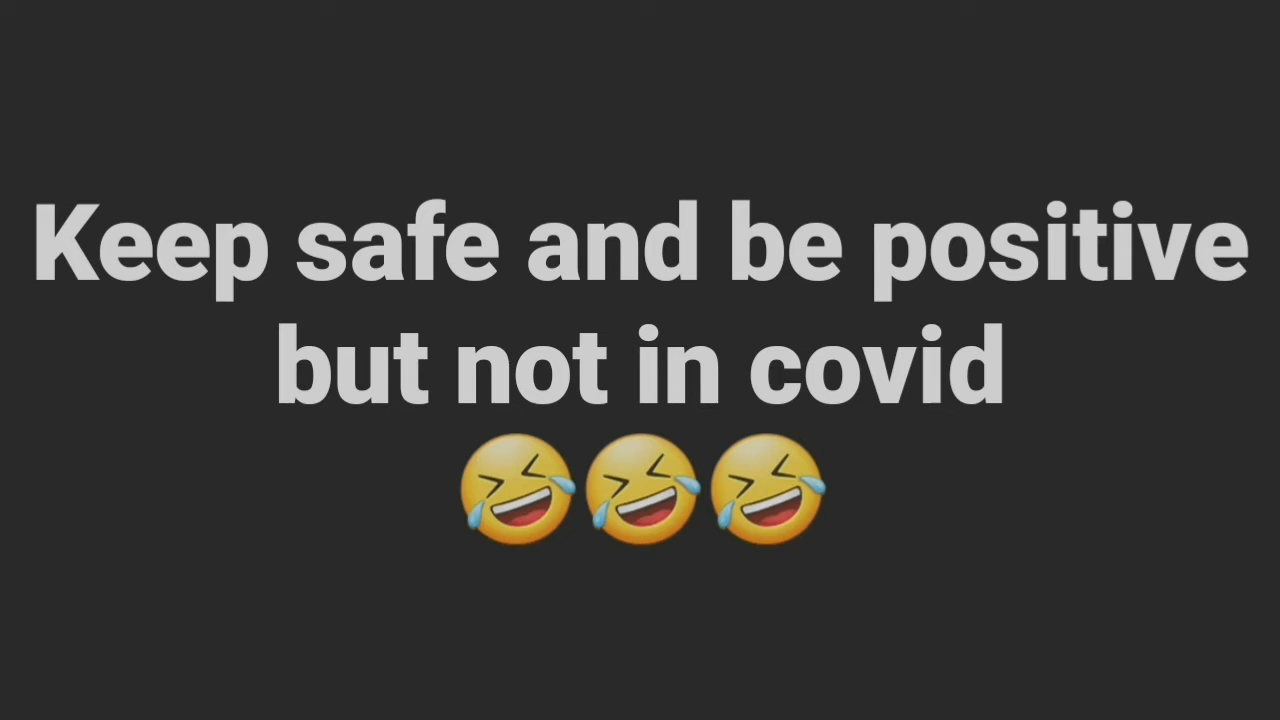 Keep safe and be positive
but not in covid
🤣🤣🤣